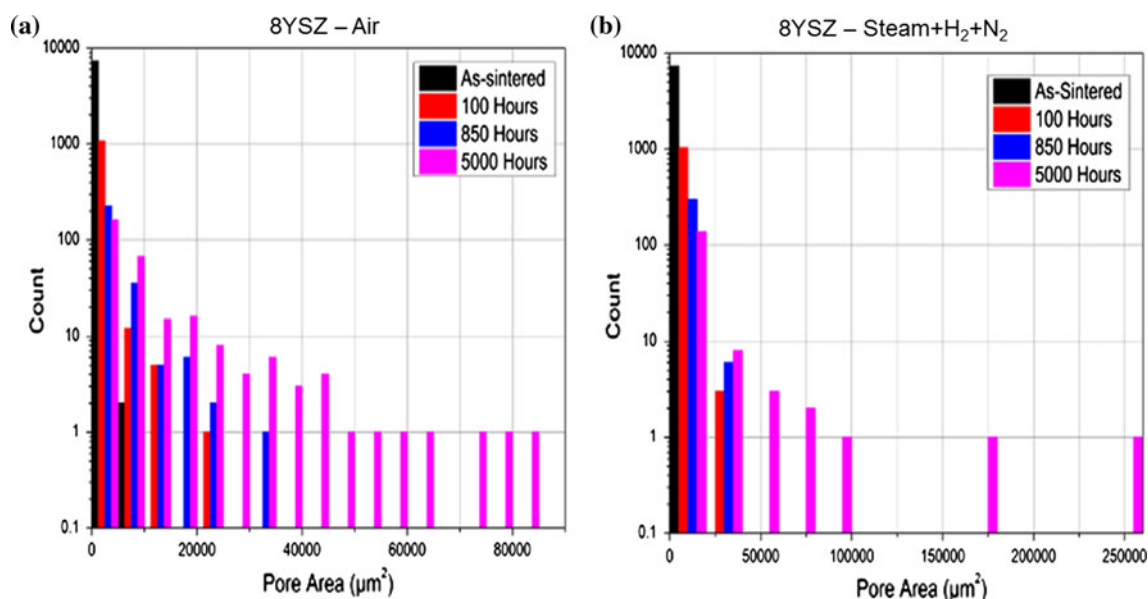 (a) 8YSZ – Air
10000
1000
100
10
1
0.1
Count
As-sintered
100 Hours
850 Hours
5000 Hours
0 20000 40000 60000 80000
Pore Area (µm²)
(b) 8YSZ – Steam+H₂+N₂
10000
1000
100
10
1
0.1
Count
As-Sintered
100 Hours
850 Hours
5000 Hours
0 50000 100000 150000 200000 250000
Pore Area (µm²)